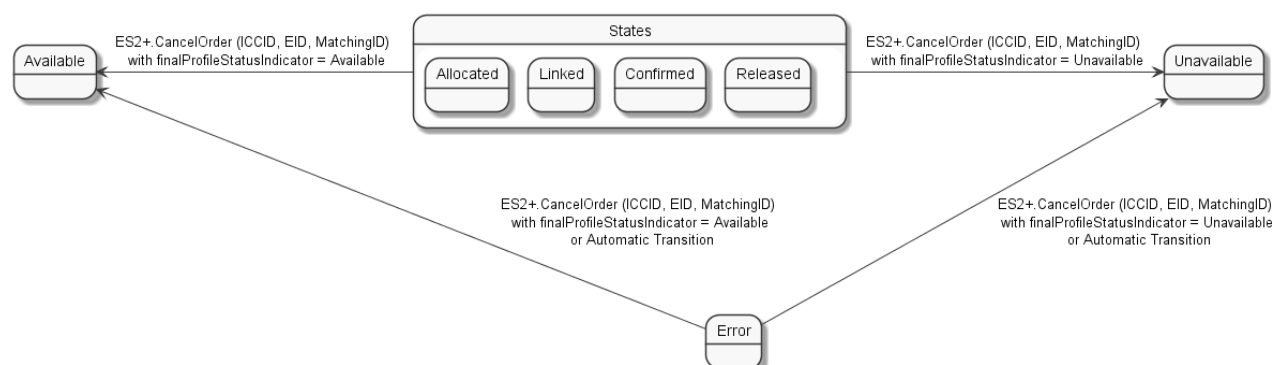 States
ES2+.CancelOrder (ICCID, EID, MatchingID)
with finalProfileStatusIndicator = Available
ES2+.CancelOrder (ICCID, EID, MatchingID)
with finalProfileStatusIndicator = Unavailable
Available
Allocated
Linked
Confirmed
Released
Unavailable
ES2+.CancelOrder (ICCID, EID, MatchingID)
with finalProfileStatusIndicator = Available
or Automatic Transition
ES2+.CancelOrder (ICCID, EID, MatchingID)
with finalProfileStatusIndicator = Unavailable
or Automatic Transition
Error